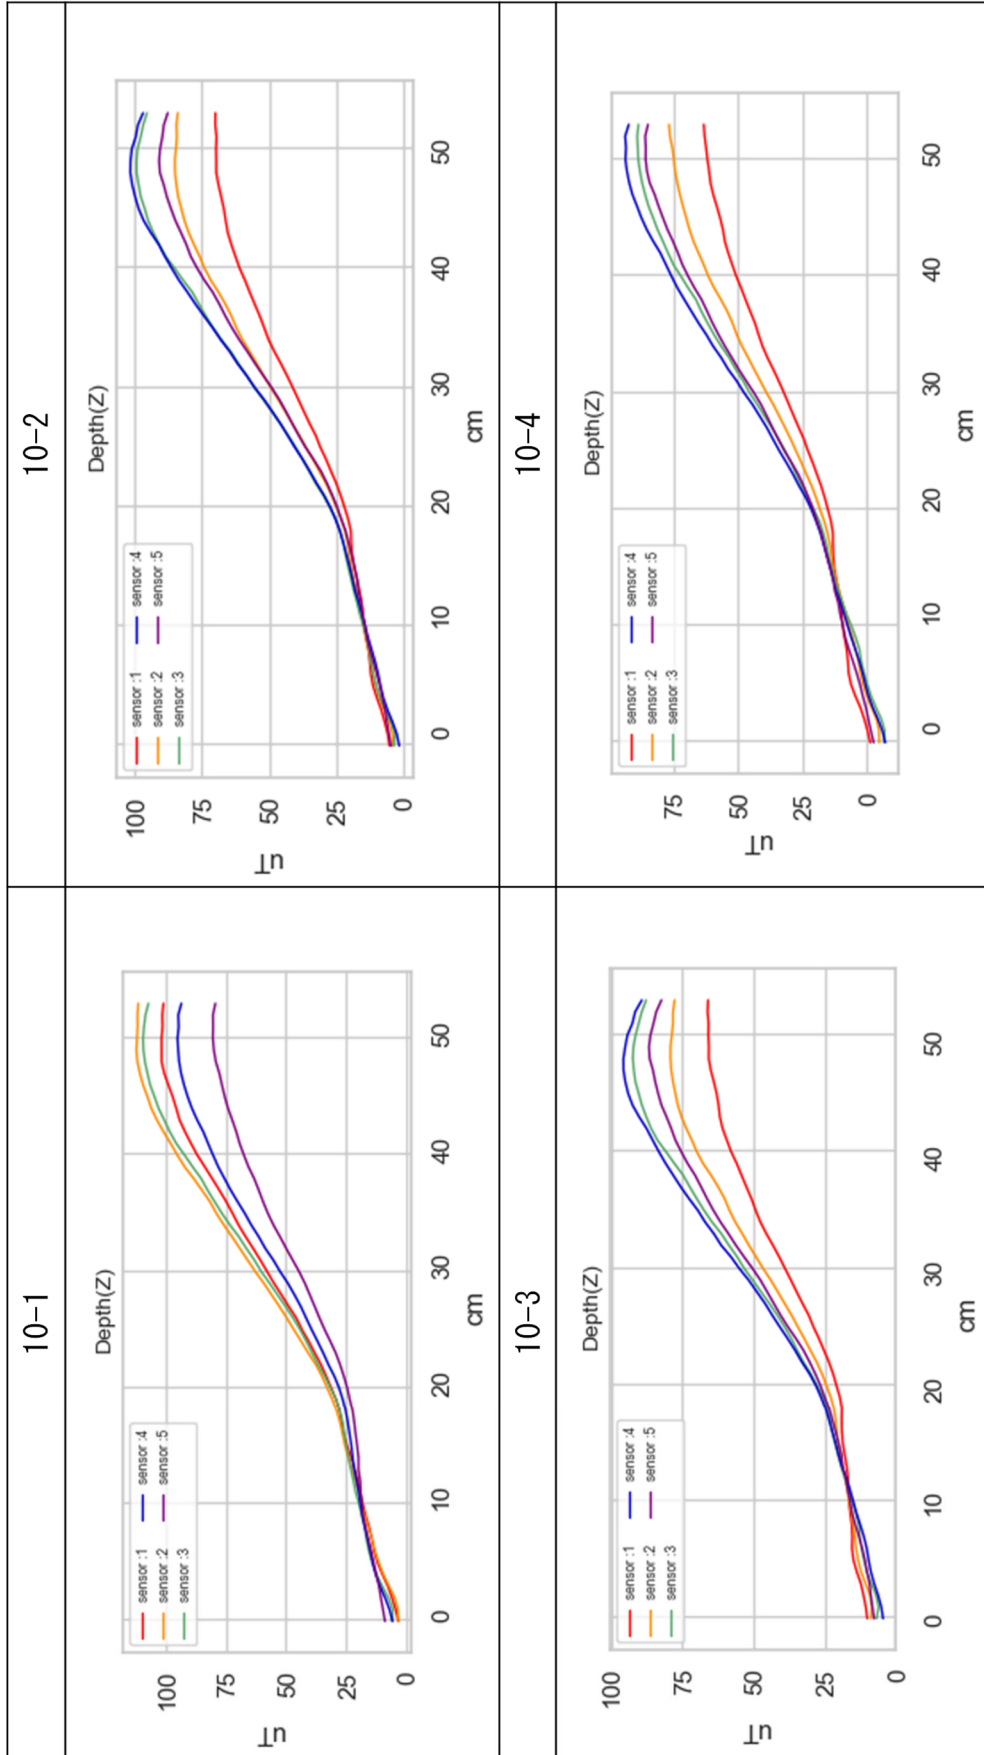 10-1
Depth(Z)
sensor :1 sensor :4
sensor :2 sensor :5
sensor :3
uT
100
75
50
25
0
0 10 20 30 40 50
cm
10-2
Depth(Z)
sensor :1 sensor :4
sensor :2 sensor :5
sensor :3
uT
100
75
50
25
0
0 10 20 30 40 50
cm
10-3
Depth(Z)
sensor :1 sensor :4
sensor :2 sensor :5
sensor :3
uT
100
75
50
25
0
0 10 20 30 40 50
cm
10-4
Depth(Z)
sensor :1 sensor :4
sensor :2 sensor :5
sensor :3
uT
75
50
25
0
0 10 20 30 40 50
cm